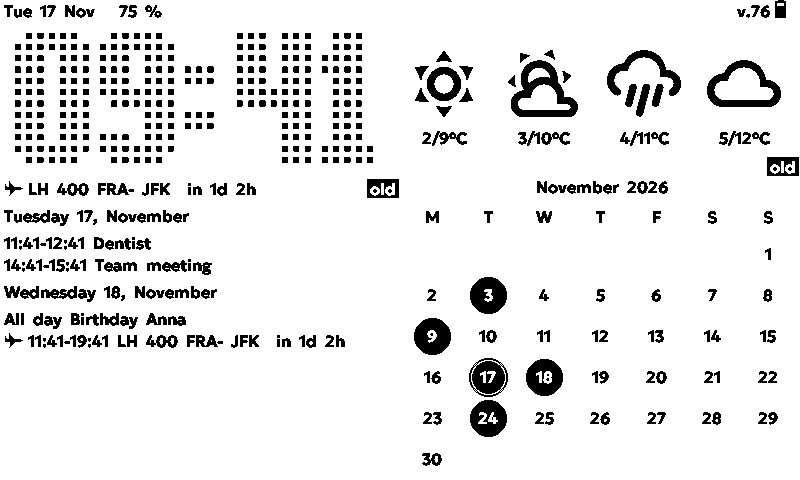 Tue 17 Nov 75 %
v.76
09:41
2/9°C 3/10°C 4/11°C 5/12°C
old
LH 400 FRA- JFK in 1d 2h
old
Tuesday 17, November
11:41-12:41 Dentist
14:41-15:41 Team meeting
Wednesday 18, November
All day Birthday Anna
11:41-19:41 LH 400 FRA- JFK in 1d 2h
November 2026
M T W T F S S
1
2 3 4 5 6 7 8
9 10 11 12 13 14 15
16 17 18 19 20 21 22
23 24 25 26 27 28 29
30